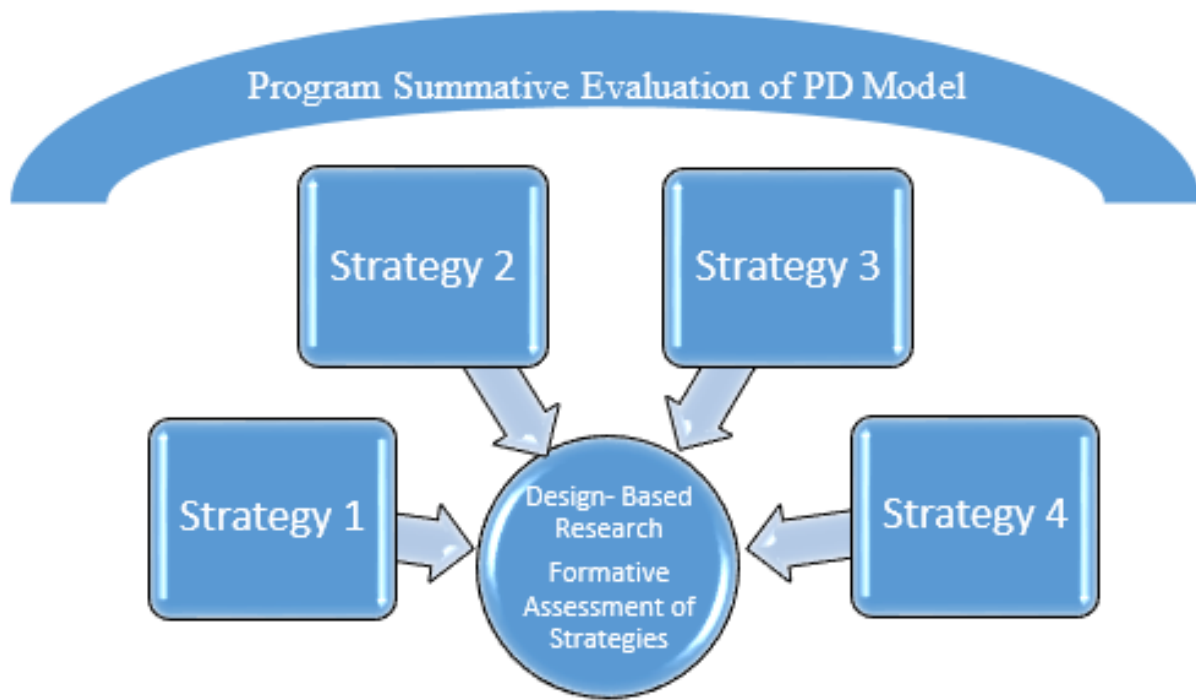 Program Summative Evaluation of PD Model
Strategy 2
Strategy 3
Strategy 1
Strategy 4
Design- Based
Research
Formative
Assessment of
Strategies